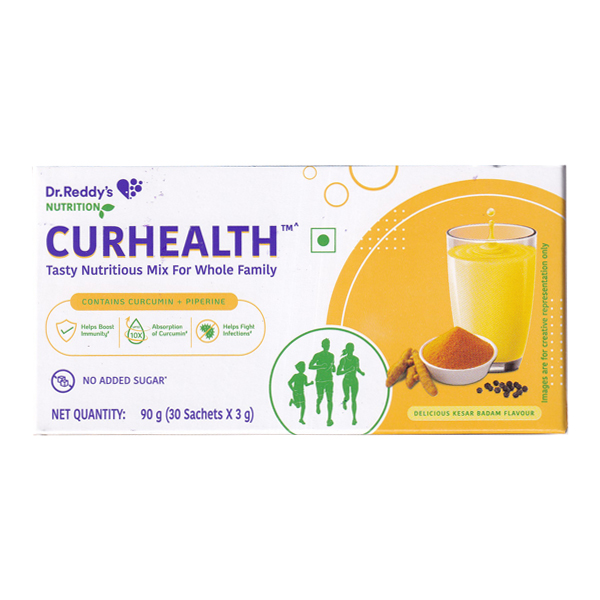 Dr.Reddy's
NUTRITION
CURHEALTH™^
Tasty Nutritious Mix For Whole Family
CONTAINS CURCUMIN + PIPERINE
Helps Boost
Immunity*
10X
Absorption
of Curcumin*
Helps Fight
Infections*
NO ADDED SUGAR*
NET QUANTITY: 90 g (30 Sachets X 3 g)
DELICIOUS KESAR BADAM FLAVOUR
Images are for creative representation only